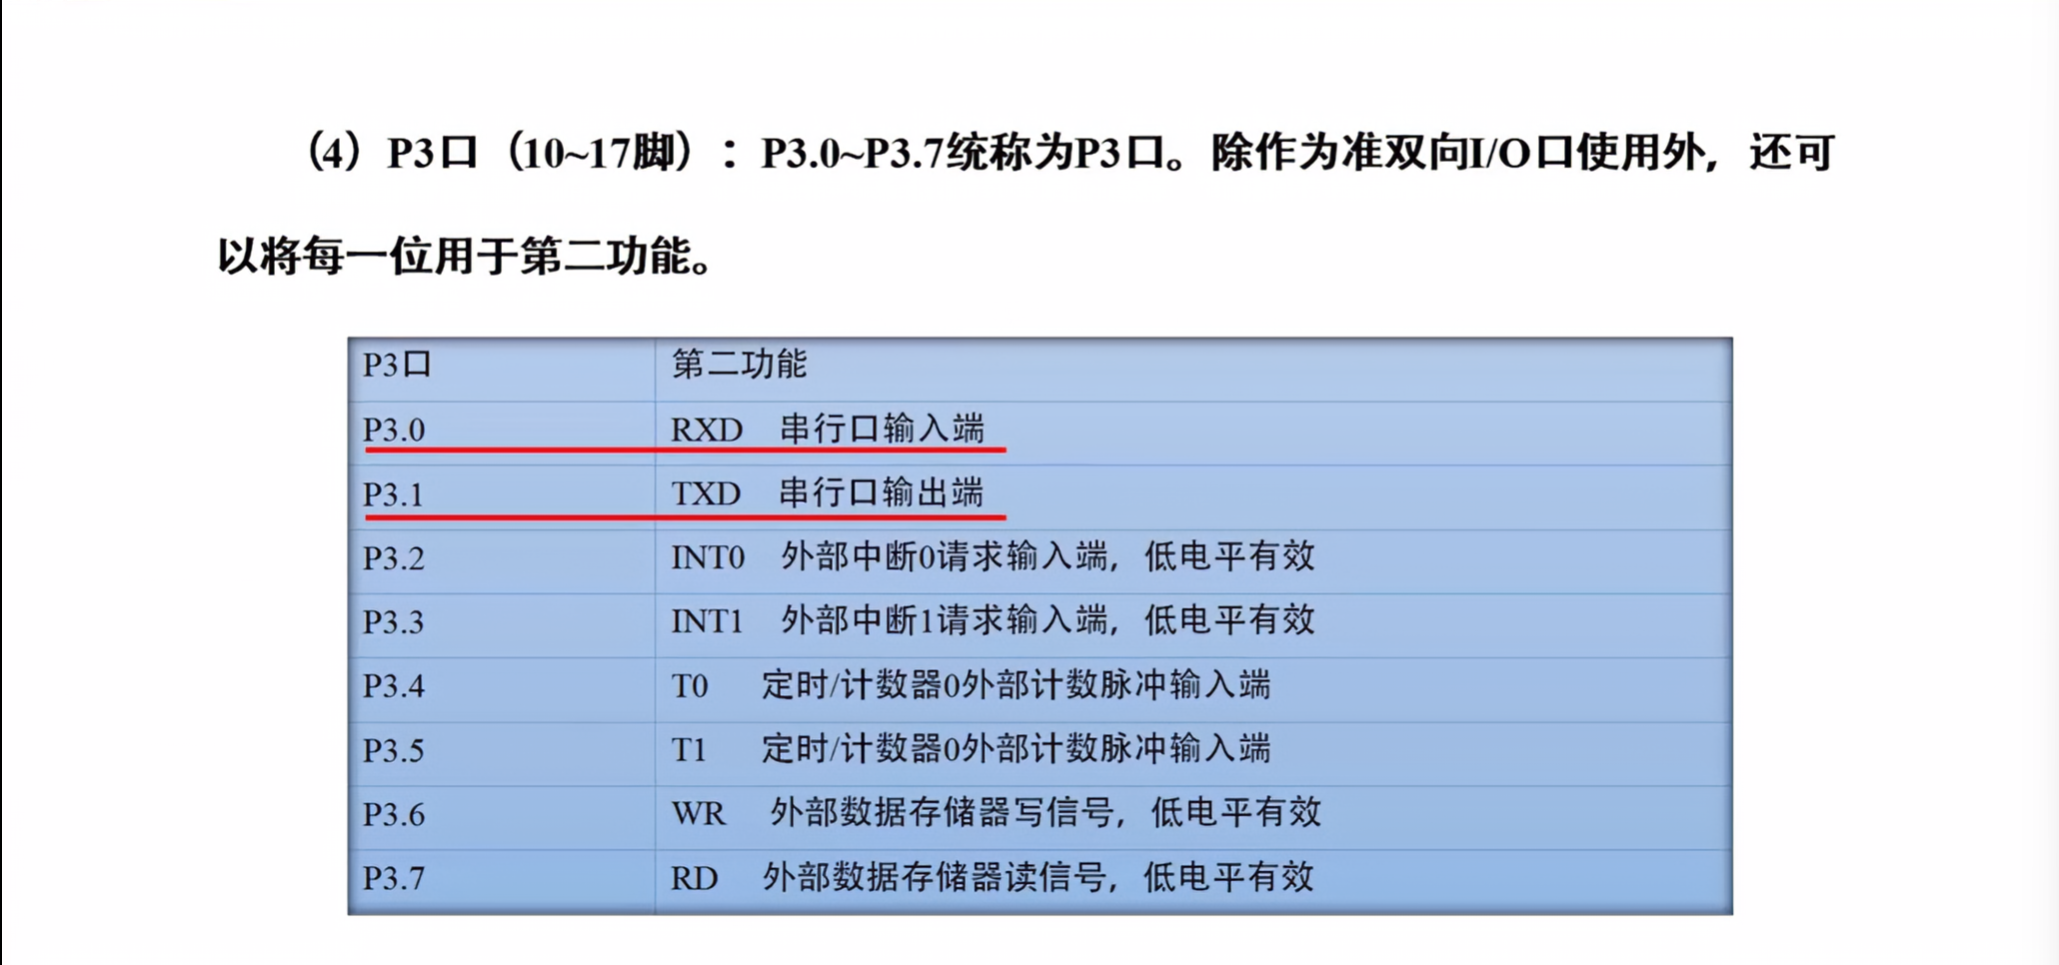 （4）P3口（10~17脚）：P3.0~P3.7统称为P3口。除作为准双向I/O口使用外，还可
以将每一位用于第二功能。
P3口 第二功能
P3.0 RXD 串行口输入端
P3.1 TXD 串行口输出端
P3.2 INT0 外部中断0请求输入端，低电平有效
P3.3 INT1 外部中断1请求输入端，低电平有效
P3.4 T0 定时/计数器0外部计数脉冲输入端
P3.5 T1 定时/计数器0外部计数脉冲输入端
P3.6 WR 外部数据存储器写信号，低电平有效
P3.7 RD 外部数据存储器读信号，低电平有效